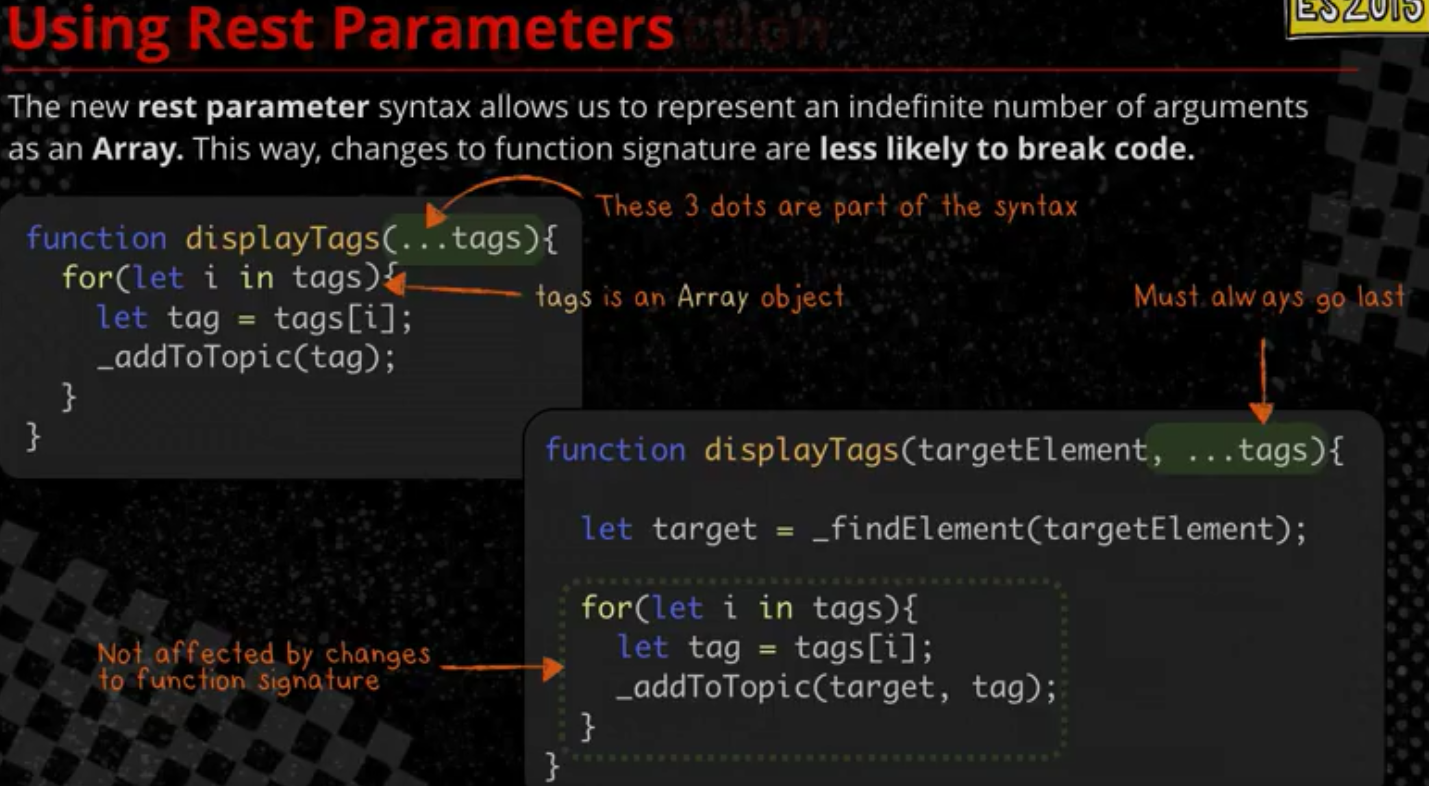 Using Rest Parameters
ES2015
The new rest parameter syntax allows us to represent an indefinite number of arguments
as an Array. This way, changes to function signature are less likely to break code.
These 3 dots are part of the syntax
function displayTags(...tags){
for(let i in tags){
let tag = tags[i];
_addToTopic(tag);
}
}
tags is an Array object
Must always go last
function displayTags(targetElement, ...tags){
let target = _findElement(targetElement);
for(let i in tags){
let tag = tags[i];
_addToTopic(target, tag);
}
}
Not affected by changes
to function signature